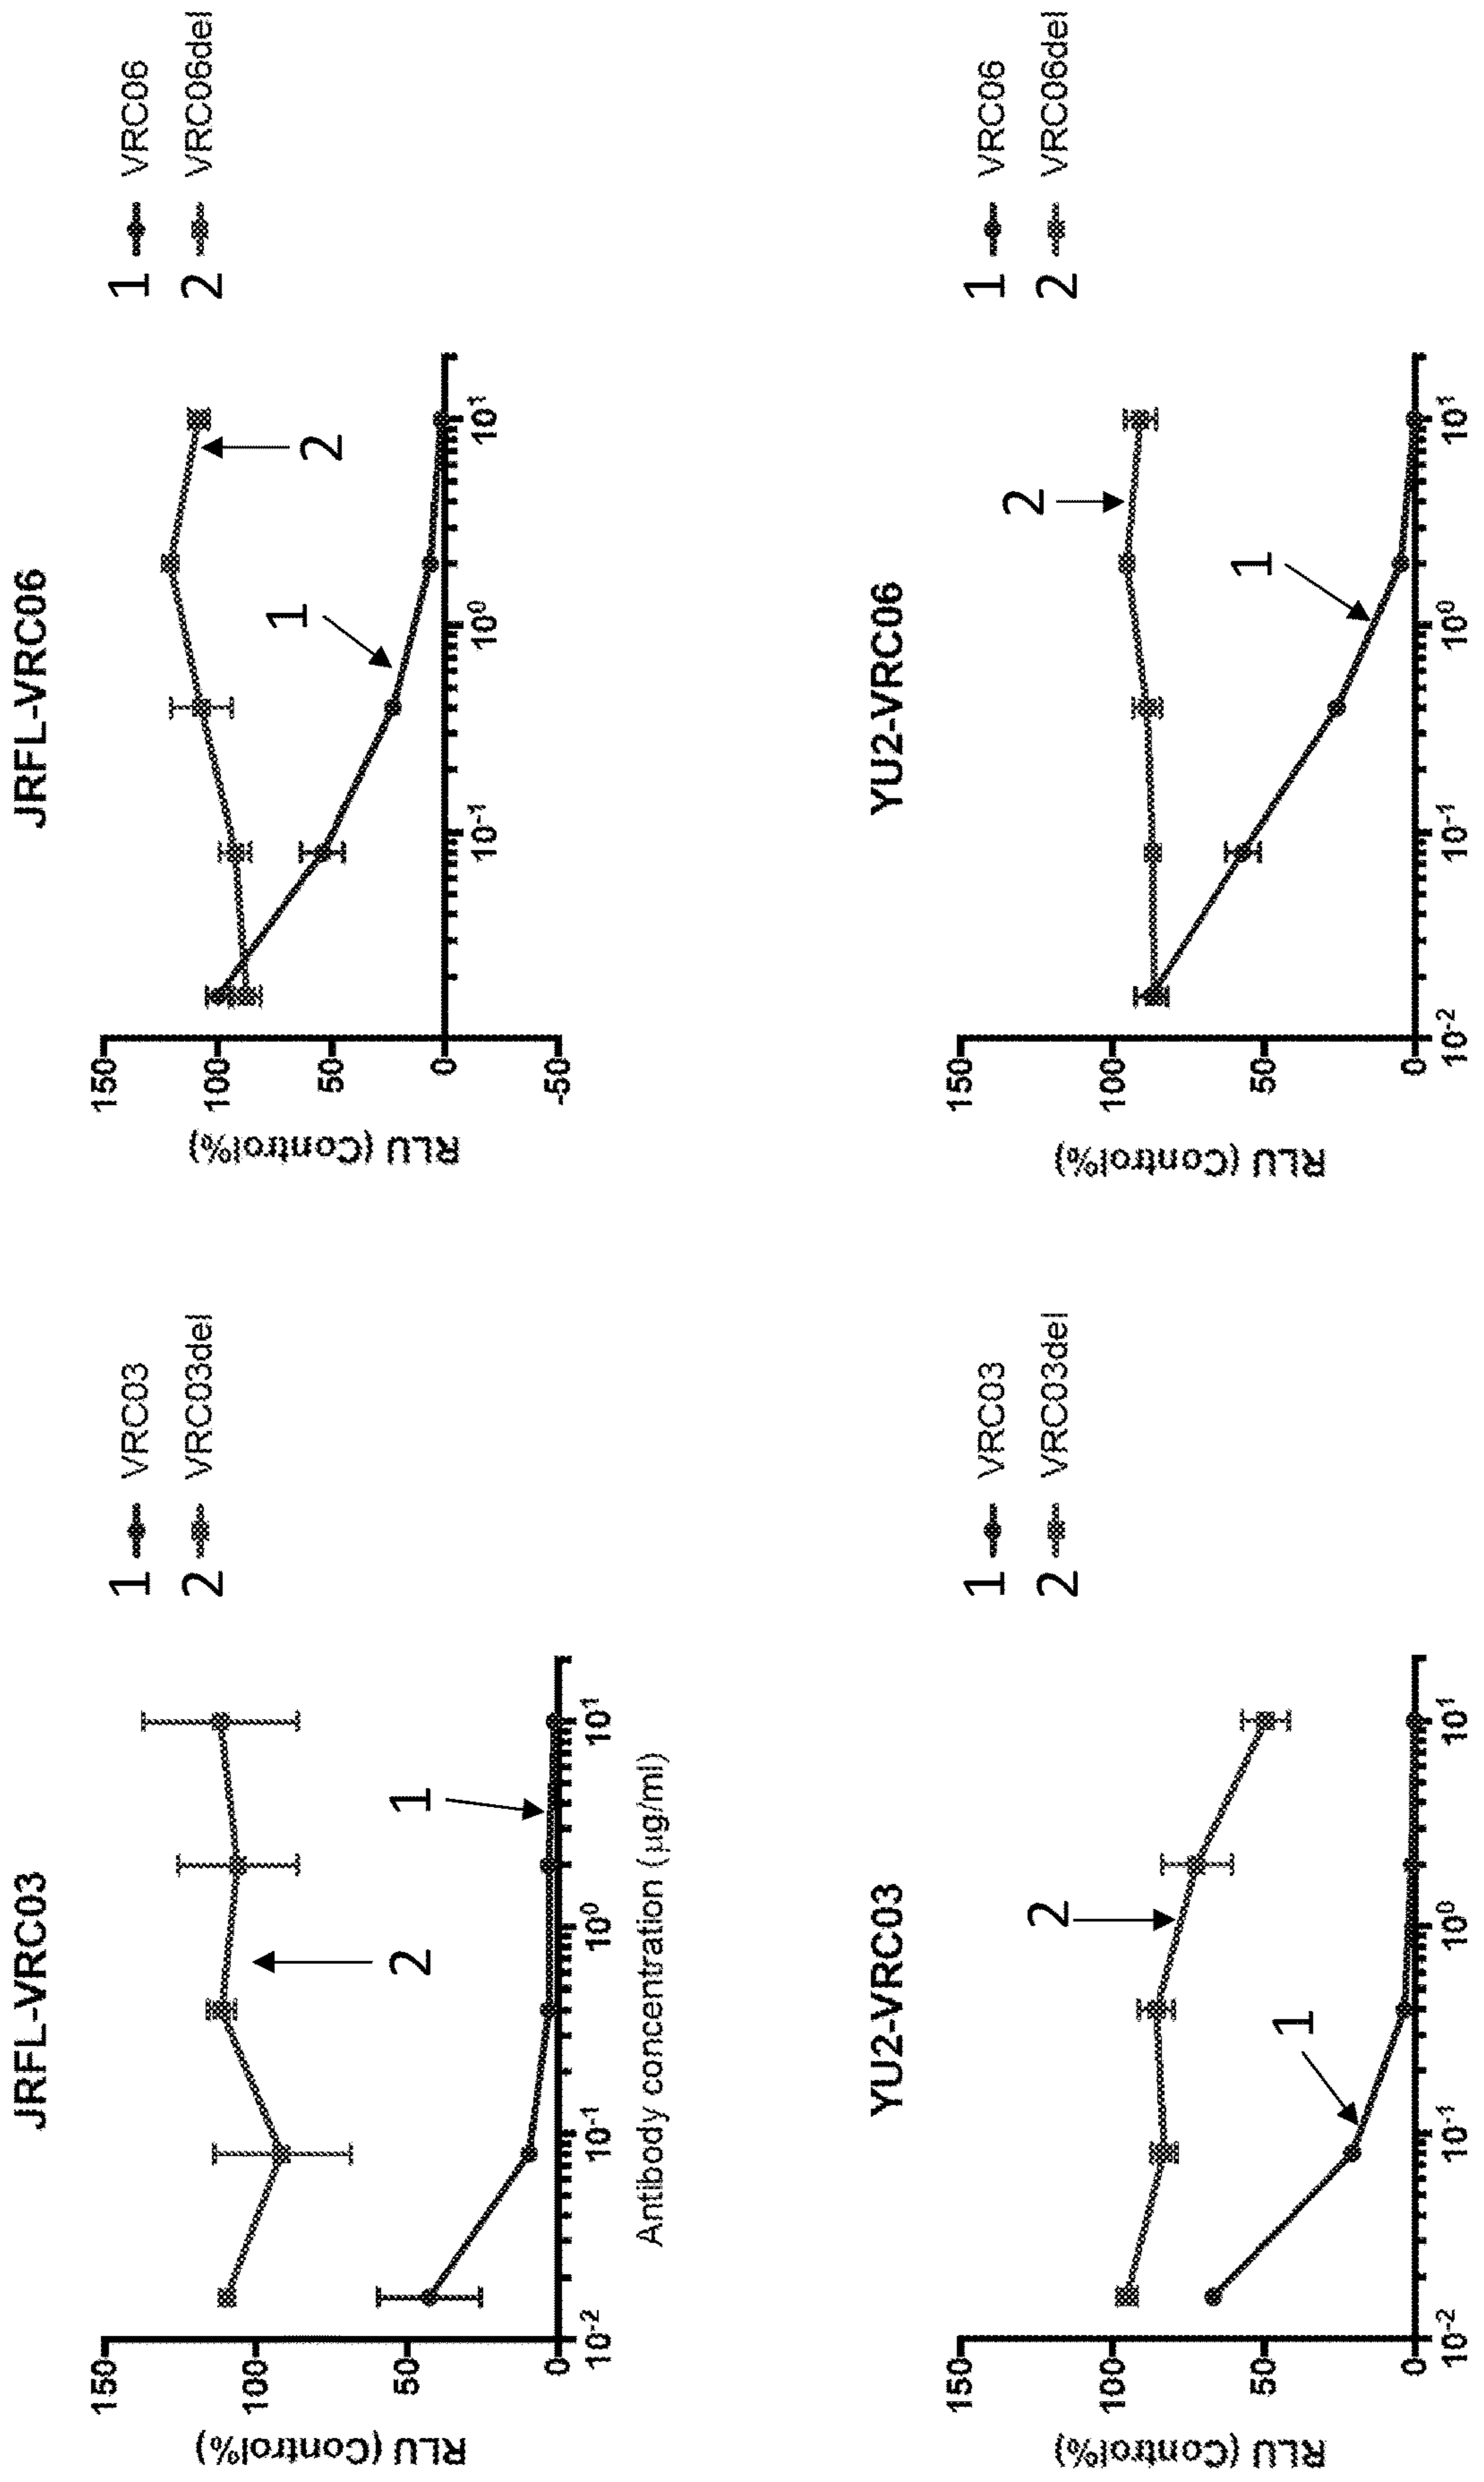 JRFL-VRC03
RLU (Control%)
150
100
50
0
10-2
10-1
100
101
Antibody concentration (µg/ml)
1
2
1 VRC03
2 VRC03del
JRFL-VRC06
RLU (Control%)
150
100
50
0
-50
10-1
100
101
1
2
1 VRC06
2 VRC06del
YU2-VRC03
RLU (Control%)
150
100
50
0
10-2
10-1
100
101
1
2
1 VRC03
2 VRC03del
YU2-VRC06
RLU (Control%)
150
100
50
0
10-2
10-1
100
101
1
2
1 VRC06
2 VRC06del